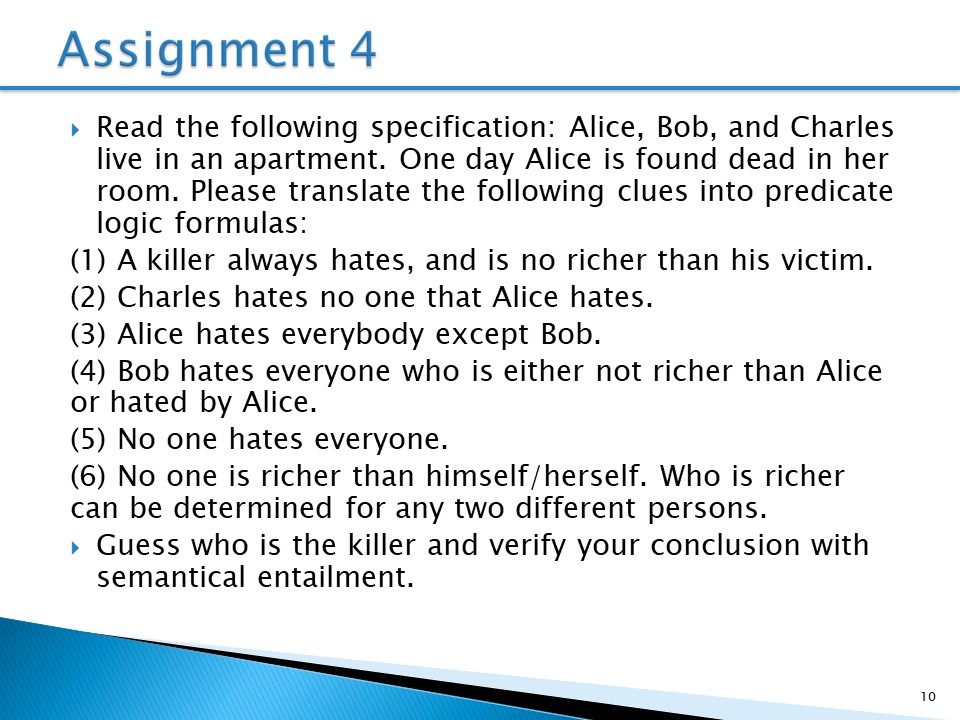 Assignment 4
Read the following specification: Alice, Bob, and Charles
live in an apartment. One day Alice is found dead in her
room. Please translate the following clues into predicate
logic formulas:
(1) A killer always hates, and is no richer than his victim.
(2) Charles hates no one that Alice hates.
(3) Alice hates everybody except Bob.
(4) Bob hates everyone who is either not richer than Alice
or hated by Alice.
(5) No one hates everyone.
(6) No one is richer than himself/herself. Who is richer
can be determined for any two different persons.
Guess who is the killer and verify your conclusion with
semantical entailment.
10